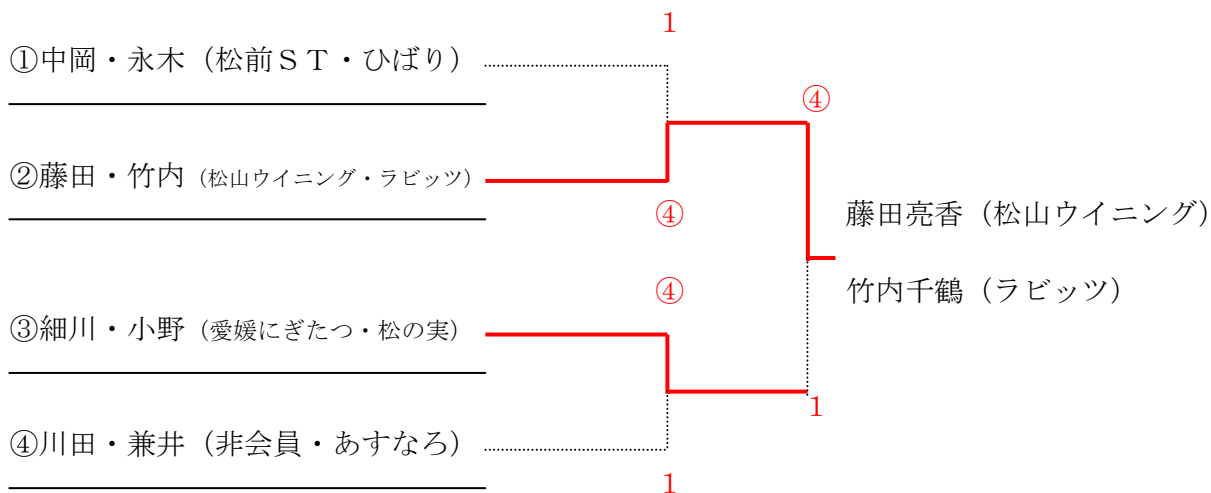 1
①中岡・永木（松前ＳＴ・ひばり）
④
②藤田・竹内（松山ウイニング・ラビッツ）
④
藤田亮香（松山ウイニング）
④
竹内千鶴（ラビッツ）
③細川・小野（愛媛にぎたつ・松の実）
1
④川田・兼井（非会員・あすなろ）
1